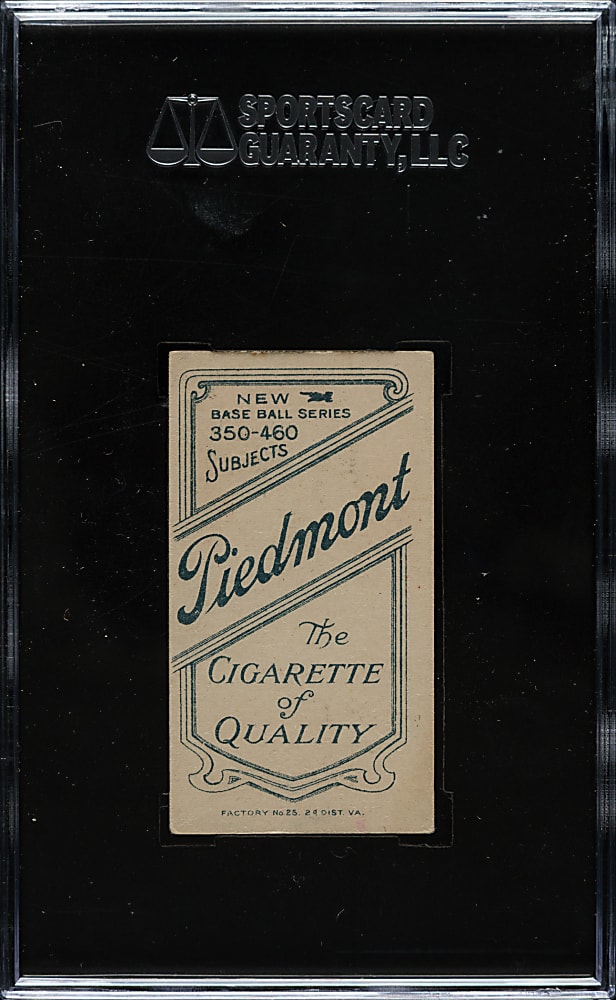 SPORTSCARD
GUARANTY, LLC
NEW
BASE BALL SERIES
350-460
SUBJECTS
Piedmont
The
CIGARETTE
of
QUALITY
FACTORY No. 25. 2d DIST. VA.